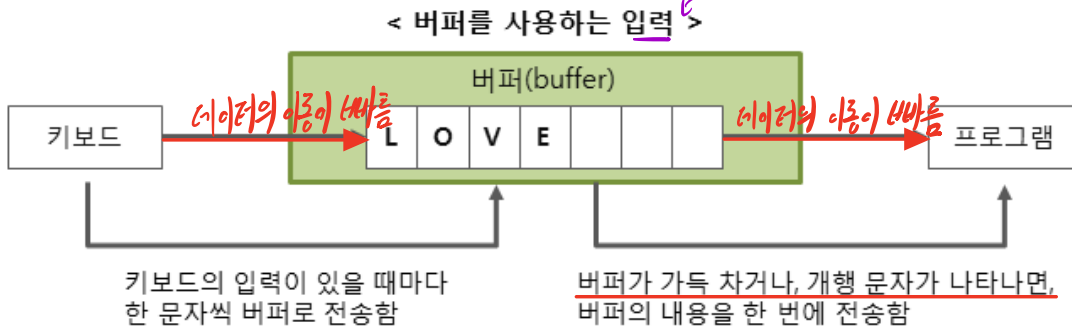 < 버퍼를 사용하는 입력 >
버퍼(buffer)
키보드
데이터의 이동이 빠름
L O V E
데이터의 이동이 빠름
프로그램
키보드의 입력이 있을 때마다
한 문자씩 버퍼로 전송함
버퍼가 가득 차거나, 개행 문자가 나타나면,
버퍼의 내용을 한 번에 전송함